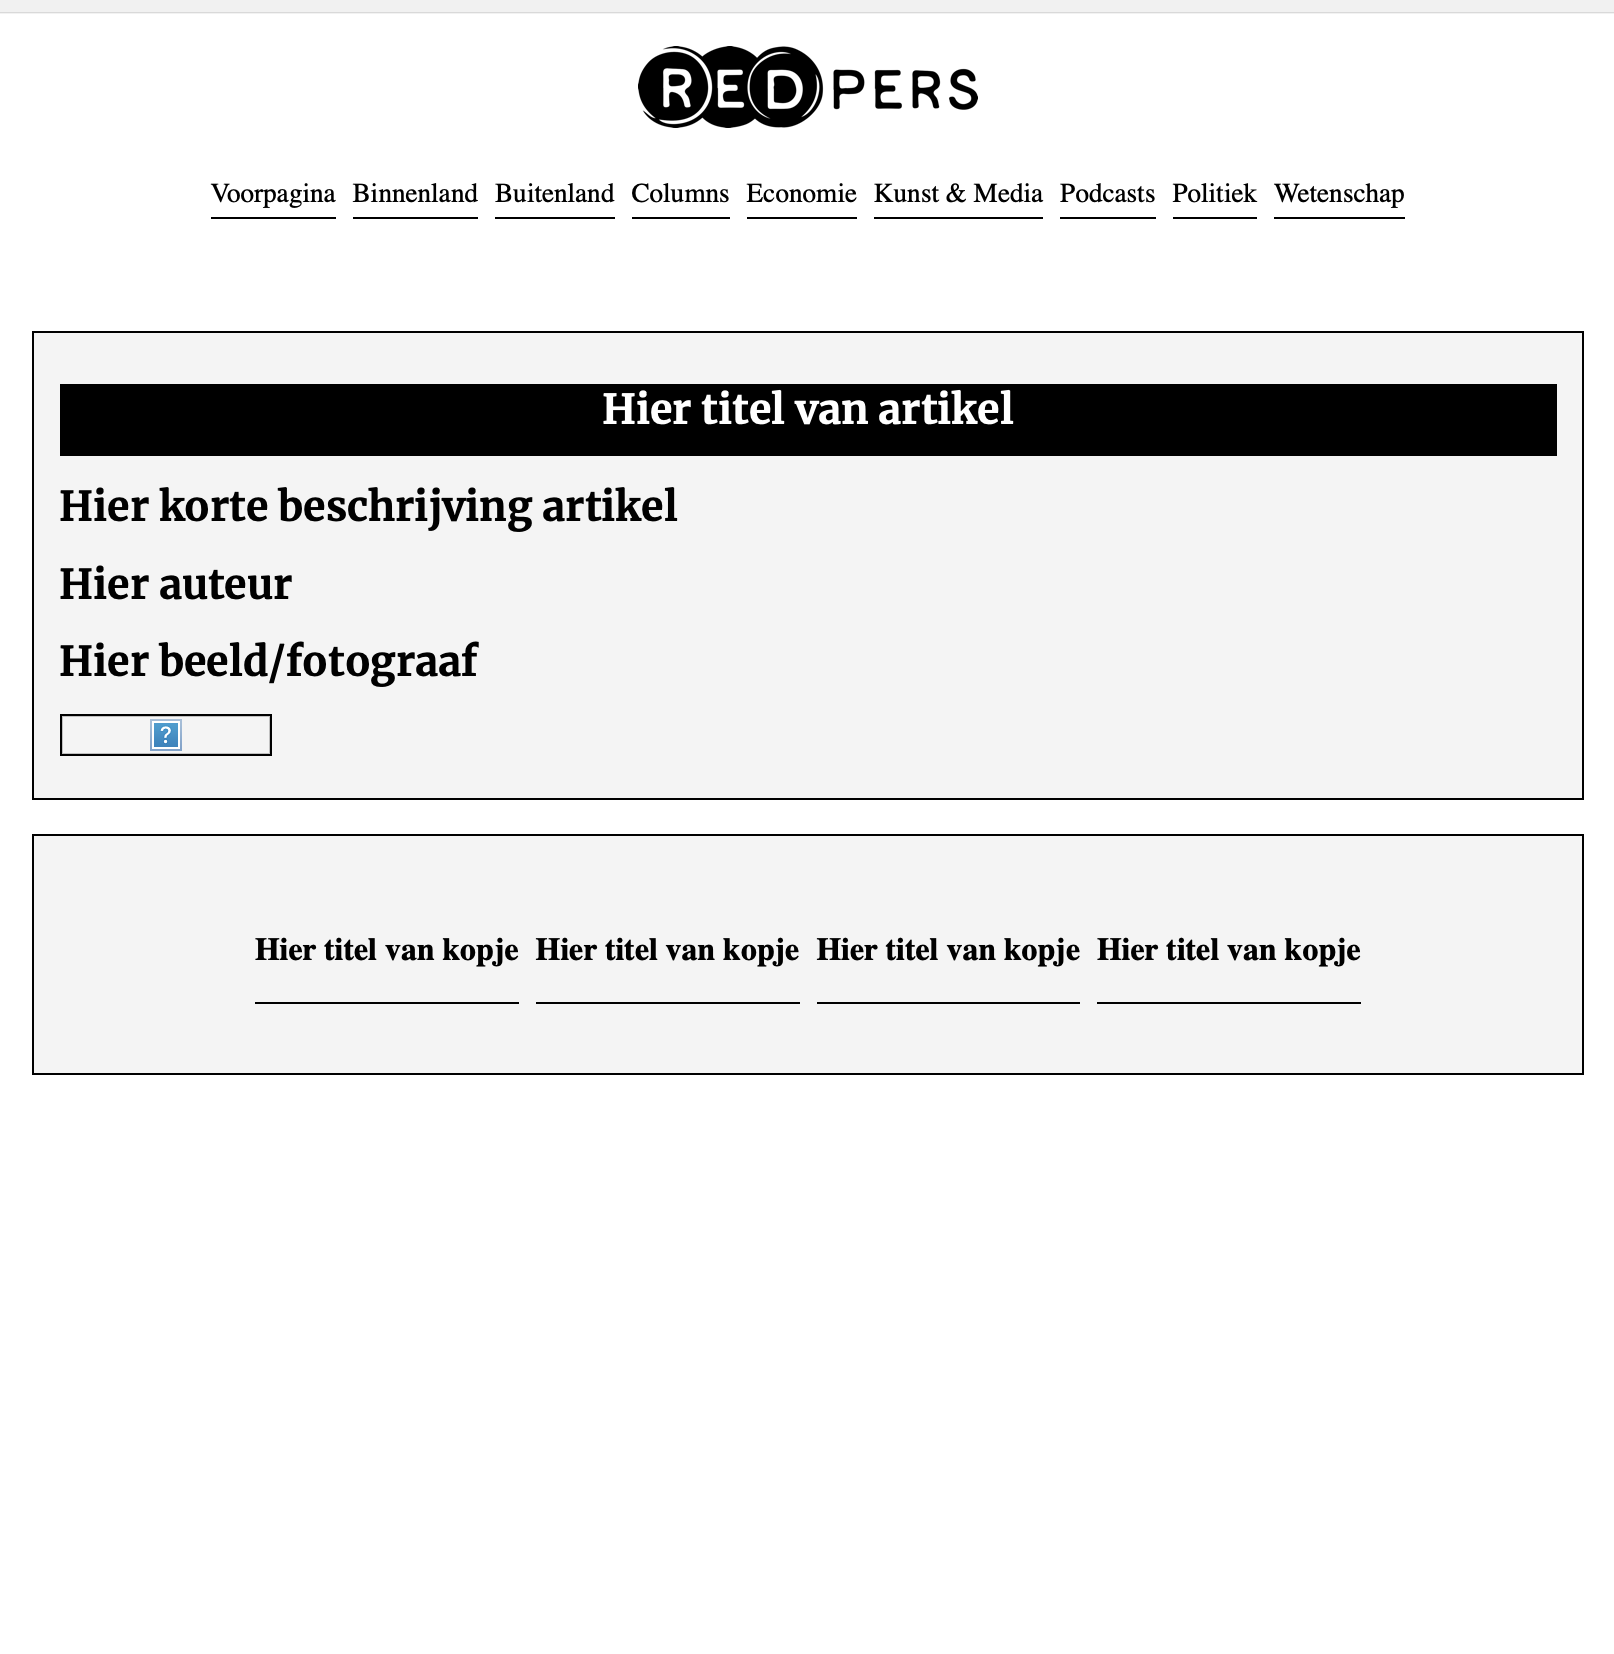 RED PERS
Voorpagina Binnenland Buitenland Columns Economie Kunst & Media Podcasts Politiek Wetenschap
Hier titel van artikel
Hier korte beschrijving artikel
Hier auteur
Hier beeld/fotograaf
?
Hier titel van kopje Hier titel van kopje Hier titel van kopje Hier titel van kopje